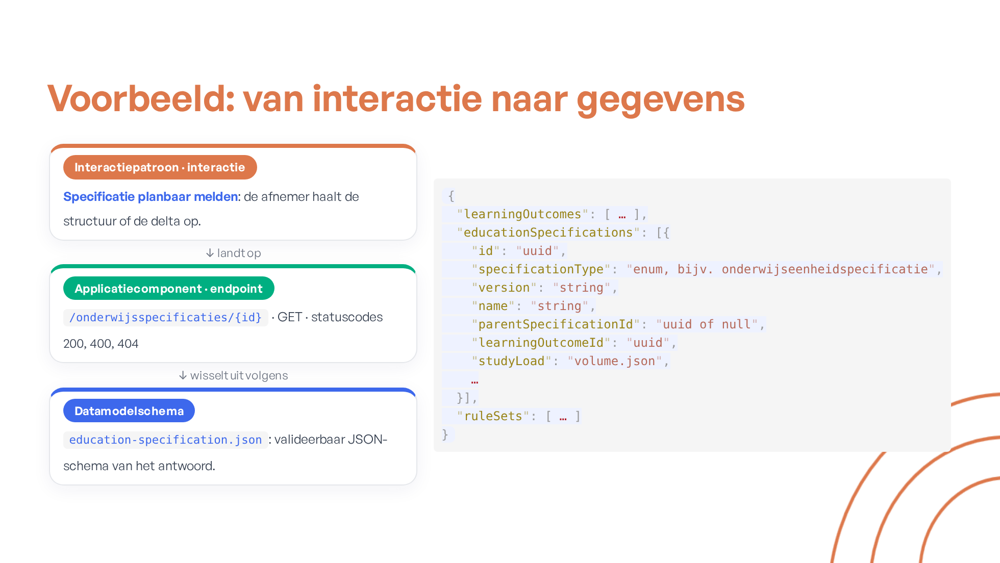 Voorbeeld: van interactie naar gegevens
Interactiepatroon · interactie
Specificatie planbaar melden: de afnemer haalt de
structuur of de delta op.
↓ landt op
Applicatiecomponent · endpoint
/onderwijsspecificaties/{id} · GET · statuscodes
200, 400, 404
↓ wisselt uit volgens
Datamodelschema
education-specification.json: valideerbaar JSON-
schema van het antwoord.
{
  "learningOutcomes": [ … ],
  "educationSpecifications": [{
    "id": "uuid",
    "specificationType": "enum, bijv. onderwijseenheidspecificatie",
    "version": "string",
    "name": "string",
    "parentSpecificationId": "uuid of null",
    "learningOutcomeId": "uuid",
    "studyLoad": "volume.json",
    …
  }],
  "ruleSets": [ … ]
}